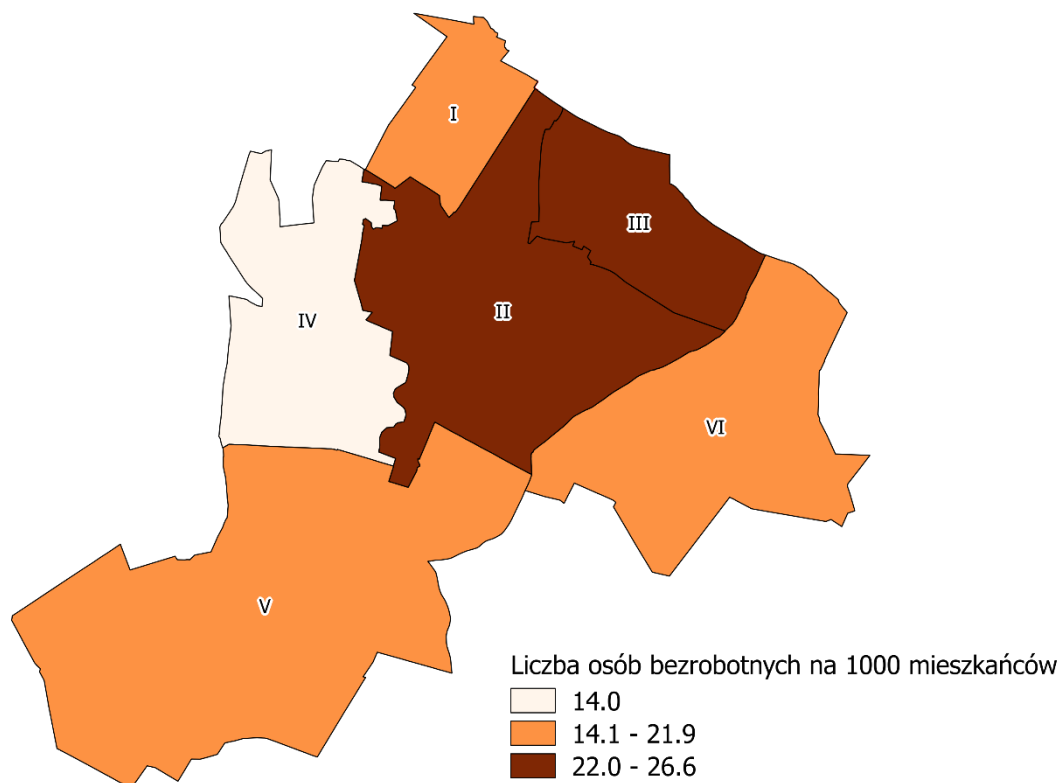 I
III
II
IV
VI
V
Liczba osób bezrobotnych na 1000 mieszkańców
14.0
14.1 - 21.9
22.0 - 26.6